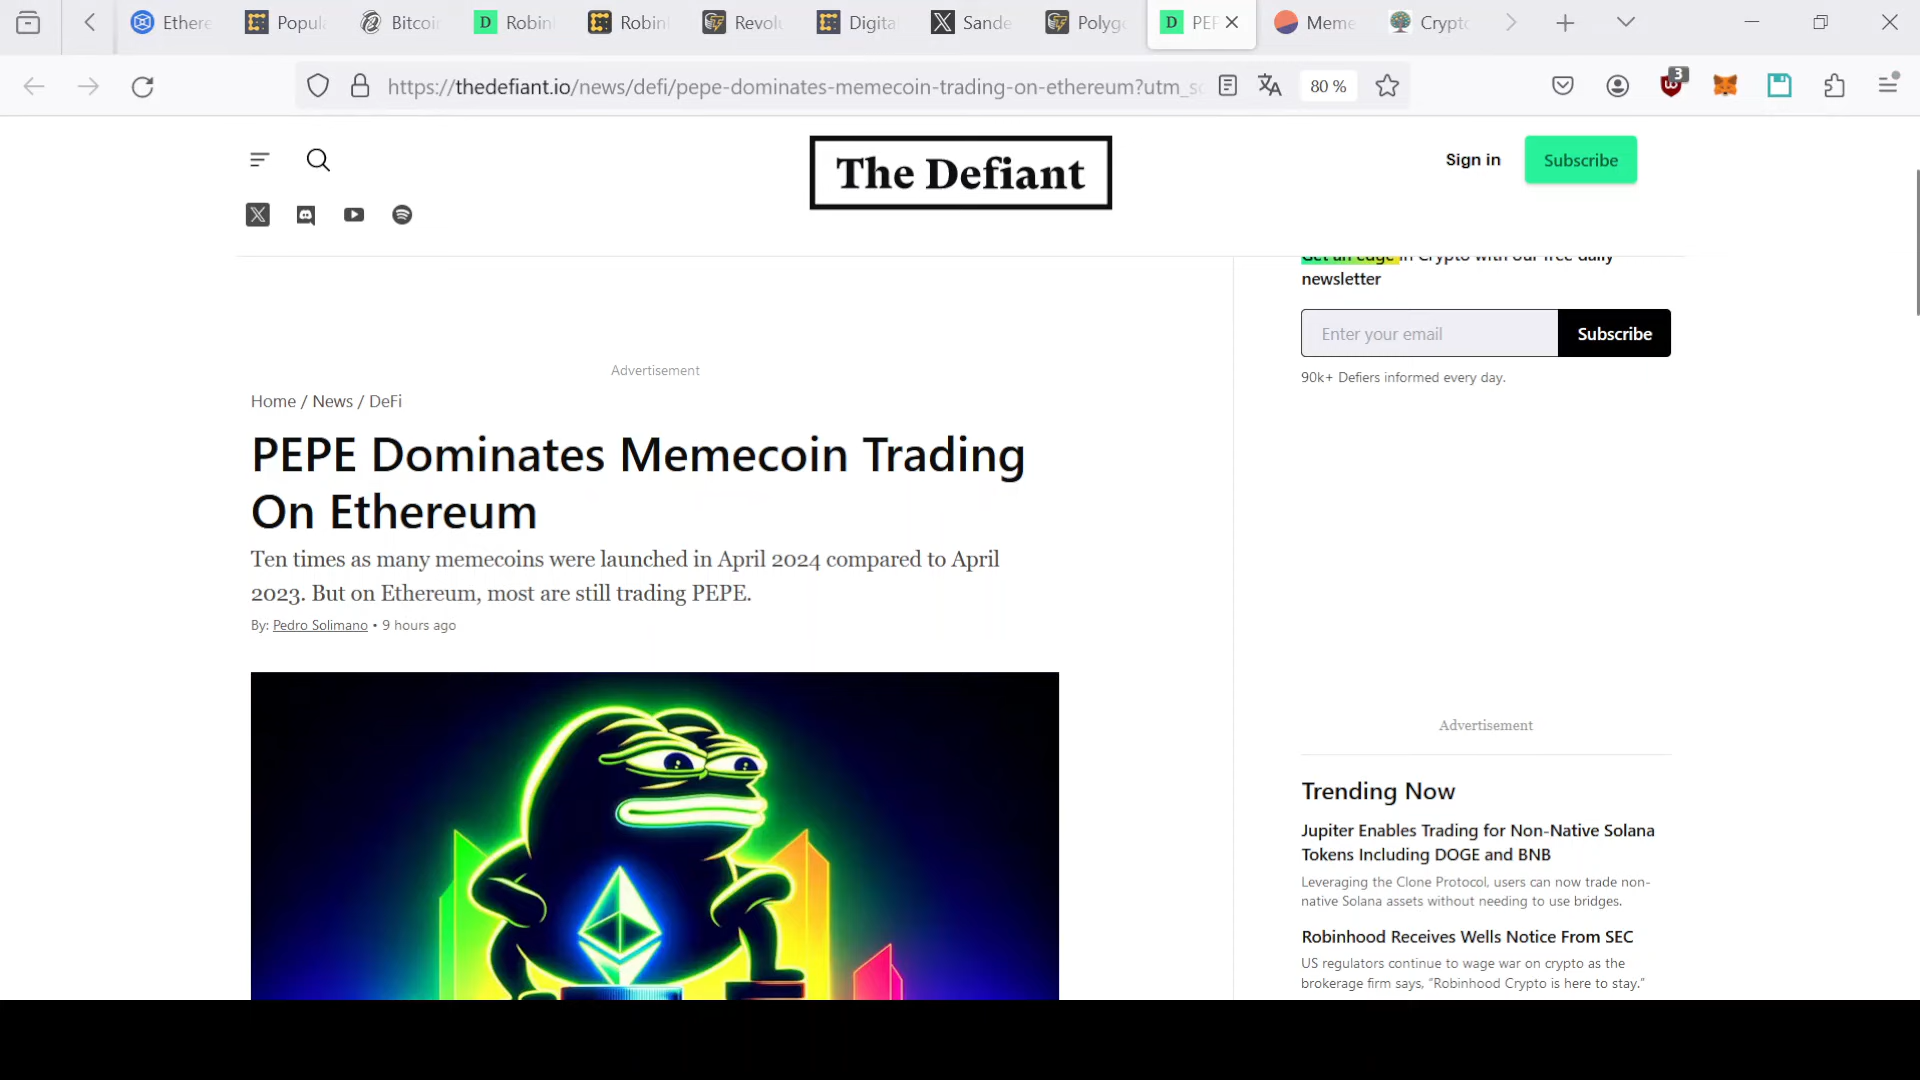 Ethere
Popula
Bitcoi
Robin
Robin
Revolu
Digita
Sande
Polygo
PEP
Meme
Crypto
https://thedefiant.io/news/defi/pepe-dominates-memecoin-trading-on-ethereum?utm_so
80 %
3
The Defiant
Sign in
Subscribe
Get an edge in Crypto with our free daily
newsletter
Enter your email
Subscribe
90k+ Defiers informed every day.
Advertisement
Home / News / DeFi
PEPE Dominates Memecoin Trading
On Ethereum
Ten times as many memecoins were launched in April 2024 compared to April
2023. But on Ethereum, most are still trading PEPE.
By: Pedro Solimano • 9 hours ago
Advertisement
Trending Now
Jupiter Enables Trading for Non-Native Solana
Tokens Including DOGE and BNB
Leveraging the Clone Protocol, users can now trade non-
native Solana assets without needing to use bridges.
Robinhood Receives Wells Notice From SEC
US regulators continue to wage war on crypto as the
brokerage firm says, “Robinhood Crypto is here to stay.”